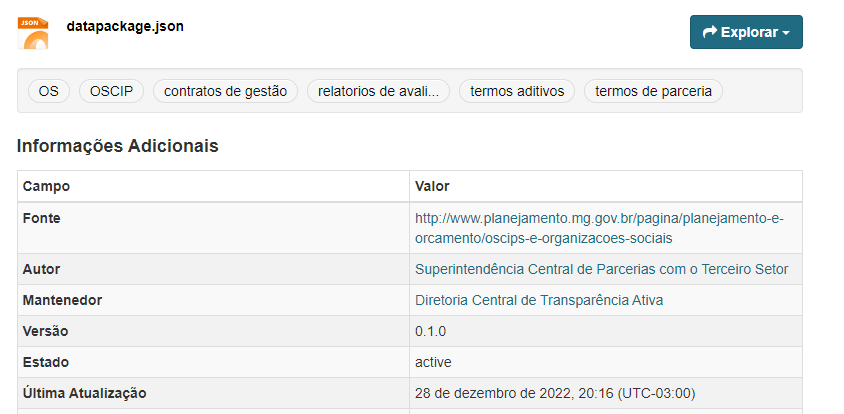 JSON
datapackage.json
Explorar
OS
OSCIP
contratos de gestão
relatorios de avali...
termos aditivos
termos de parceria
Informações Adicionais
Campo
Valor
Fonte
http://www.planejamento.mg.gov.br/pagina/planejamento-e-
orcamento/oscips-e-organizacoes-sociais
Autor
Superintendência Central de Parcerias com o Terceiro Setor
Mantenedor
Diretoria Central de Transparência Ativa
Versão
0.1.0
Estado
active
Última Atualização
28 de dezembro de 2022, 20:16 (UTC-03:00)